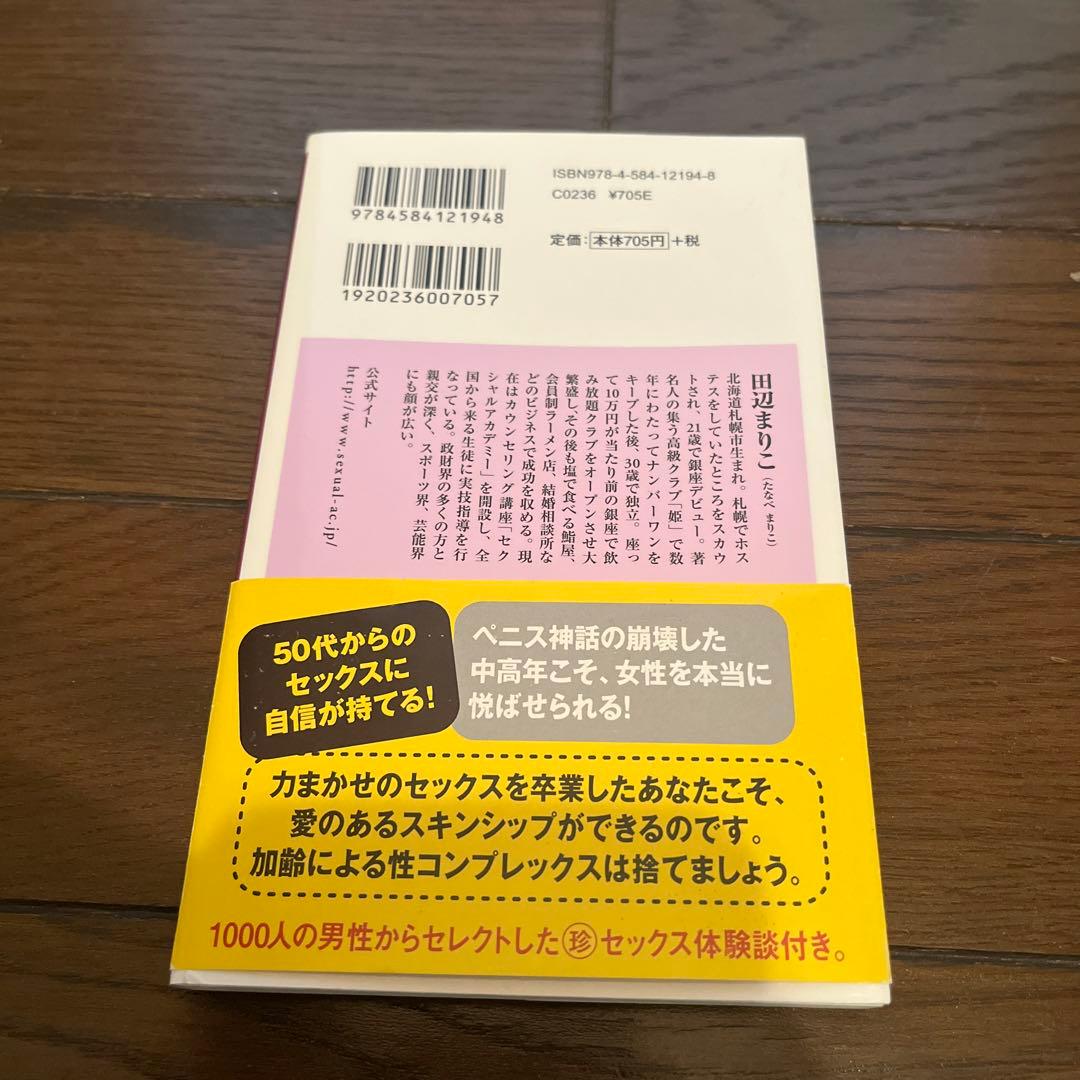 ISBN978-4-584-12194-8
C0236 ¥705E
9784584121948
定価：本体705円＋税
1920236007057
田辺まりこ（たなべ まりこ）
北海道札幌市生まれ。札幌でホス
テスをしていたところをスカウ
トされ、21歳で銀座デビュー。著
名人の集う高級クラブ「姫」で数
年にわたってナンバーワンを
キープした後、30歳で独立。座っ
て10万円が当たり前の銀座で飲
み放題クラブをオープンさせ大
繁盛し、その後も塩で食べる鮨屋、
会員制ラーメン店、結婚相談所な
どのビジネスで成功を収める。現
在はカウンセリング講座「セク
シャルアカデミー」を開設し、全
国から来る生徒に実技指導を行
なっている。政財界の多くの方と
親交が深く、スポーツ界、芸能界
にも顔が広い。
公式サイト
http://www.sexual-ac.jp/
50代からの
セックスに
自信が持てる！
ペニス神話の崩壊した
中高年こそ、女性を本当に
悦ばせられる！
力まかせのセックスを卒業したあなたこそ、
愛のあるスキンシップができるのです。
加齢による性コンプレックスは捨てましょう。
1000人の男性からセレクトした㊙セックス体験談付き。